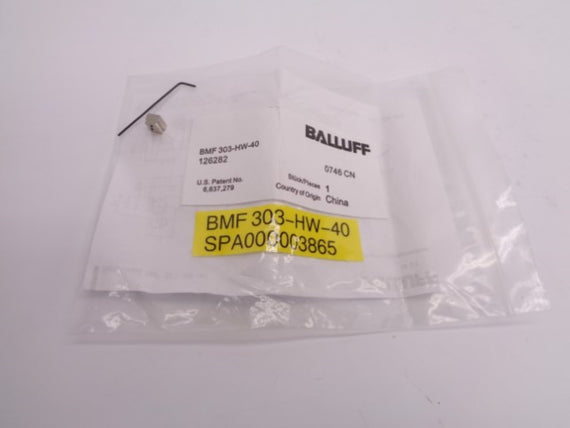 BALLUFF
BMF 303-HW-40
126282
0746 CN
U.S. Patent No.
6,637,279
Stück/Pieces 1
Country of Origin China
BMF 303-HW-40
SPA000003865